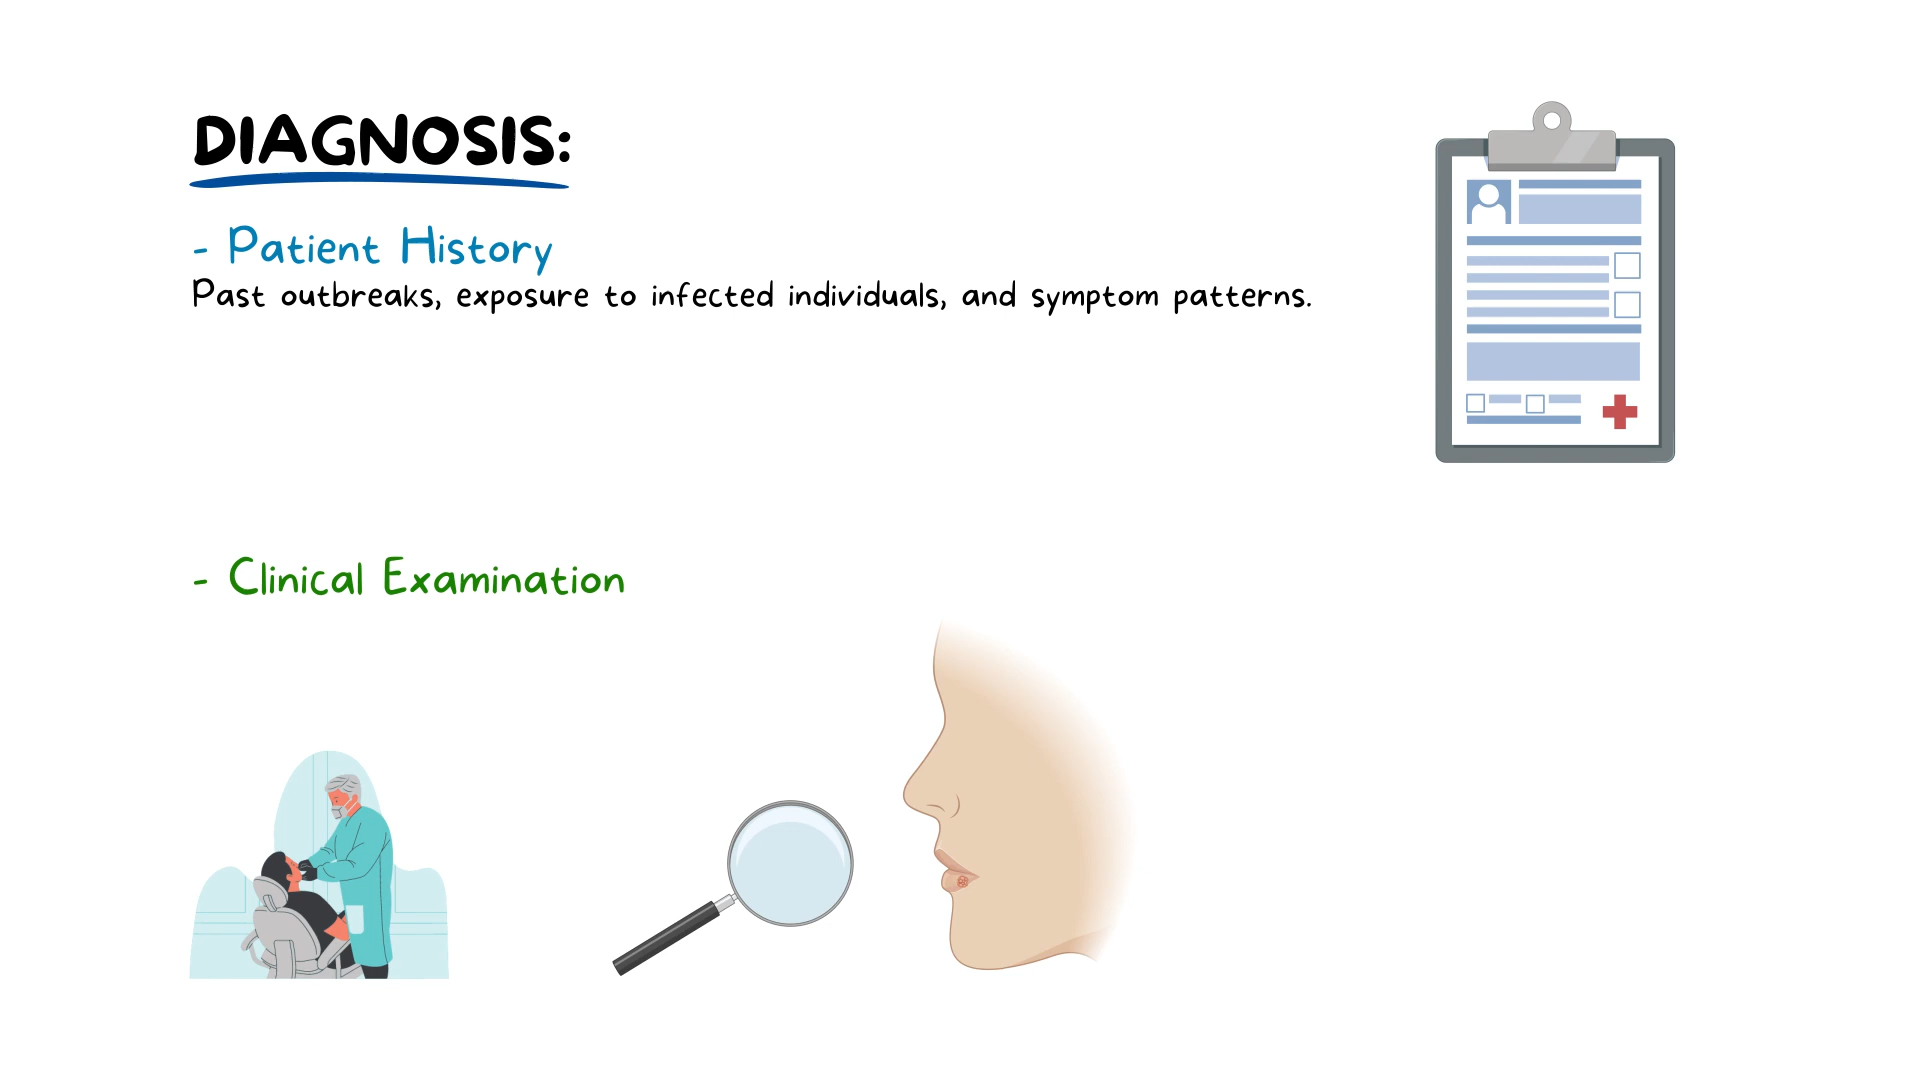 DIAGNOSIS:
- Patient History
Past outbreaks, exposure to infected individuals, and symptom patterns.
- Clinical Examination